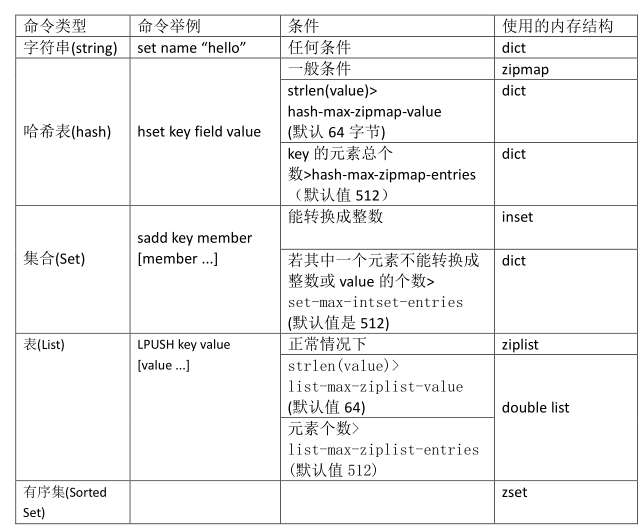 命令类型 命令举例 条件 使用的内存结构
字符串(string) set name “hello” 任何条件 dict
哈希表(hash) hset key field value 一般条件 zipmap
strlen(value)> dict
hash-max-zipmap-value
(默认 64 字节)
key 的元素总个 dict
数>hash-max-zipmap-entries
（默认值 512）
集合(Set) sadd key member 能转换成整数 inset
[member ...]
若其中一个元素不能转换成 dict
整数或 value 的个数>
set-max-intset-entries
(默认值是 512)
表(List) LPUSH key value 正常情况下 ziplist
[value ...] strlen(value)> double list
list-max-ziplist-value
(默认值 64)
元素个数>
list-max-ziplist-entries
(默认值 512)
有序集(Sorted zset
Set)